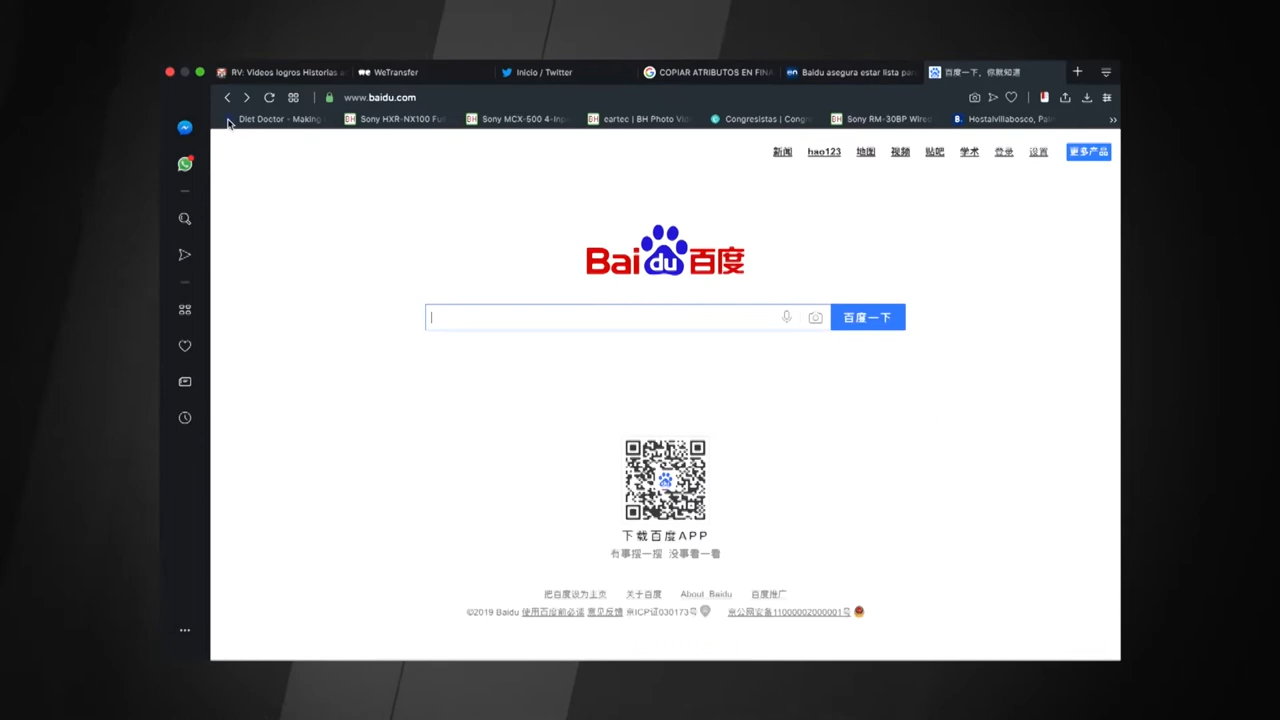 RV: Videos logros Historias a
WeTransfer
Inicio / Twitter
COPIAR ATRIBUTOS EN FINA
Baidu asegura estar lista par
百度一下，你就知道
www.baidu.com
Diet Doctor - Making
Sony HXR-NX100 Ful
Sony MCX-500 4-Inp
eartec | BH Photo Vid
Congresistas | Congr
Sony RM-30BP Wired
Hostalvillabosco, Pal
新闻 hao123 地图 视频 贴吧 学术 登录 设置 更多产品
Baidu百度
百度一下
下载百度APP
有事搜一搜 没事看一看
把百度设为主页 关于百度 About Baidu 百度推广
©2019 Baidu 使用百度前必读 意见反馈 京ICP证030173号 京公网安备11000002000001号